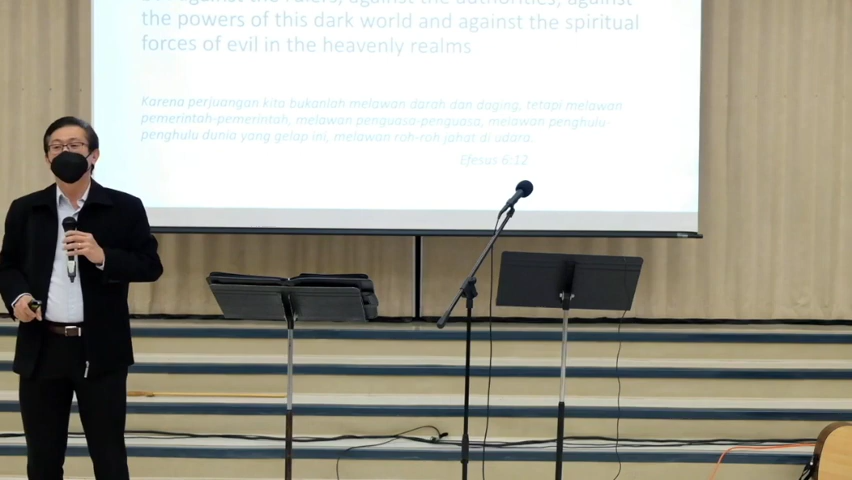 against the rulers, against the authorities, against
the powers of this dark world and against the spiritual
forces of evil in the heavenly realms
Karena perjuangan kita bukanlah melawan darah dan daging, tetapi melawan
pemerintah-pemerintah, melawan penguasa-penguasa, melawan penghulu-
penghulu dunia yang gelap ini, melawan roh-roh jahat di udara.
Efesus 6:12